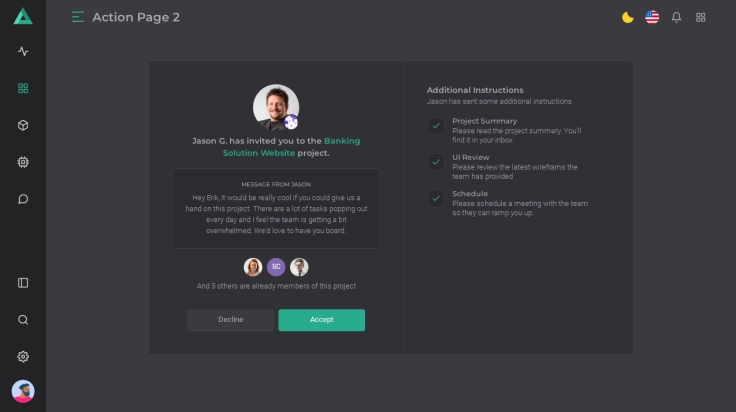 Action Page 2
Jason G. has invited you to the Banking
Solution Website project.
MESSAGE FROM JASON
Hey Erik, it would be really cool if you could give us a
hand on this project. There are a lot of tasks popping out
every day and I feel the team is getting a bit
overwhelmed. We'd love to have you board.
SC
And 5 others are already members of this project
Decline
Accept
Additional Instructions
Jason has sent some additional instructions
Project Summary
Please read the project summary. You'll
find it in your inbox
UI Review
Please review the latest wireframs the
team has provided
Schedule
Please schedule a meeting with the team
so they can ramp you up.